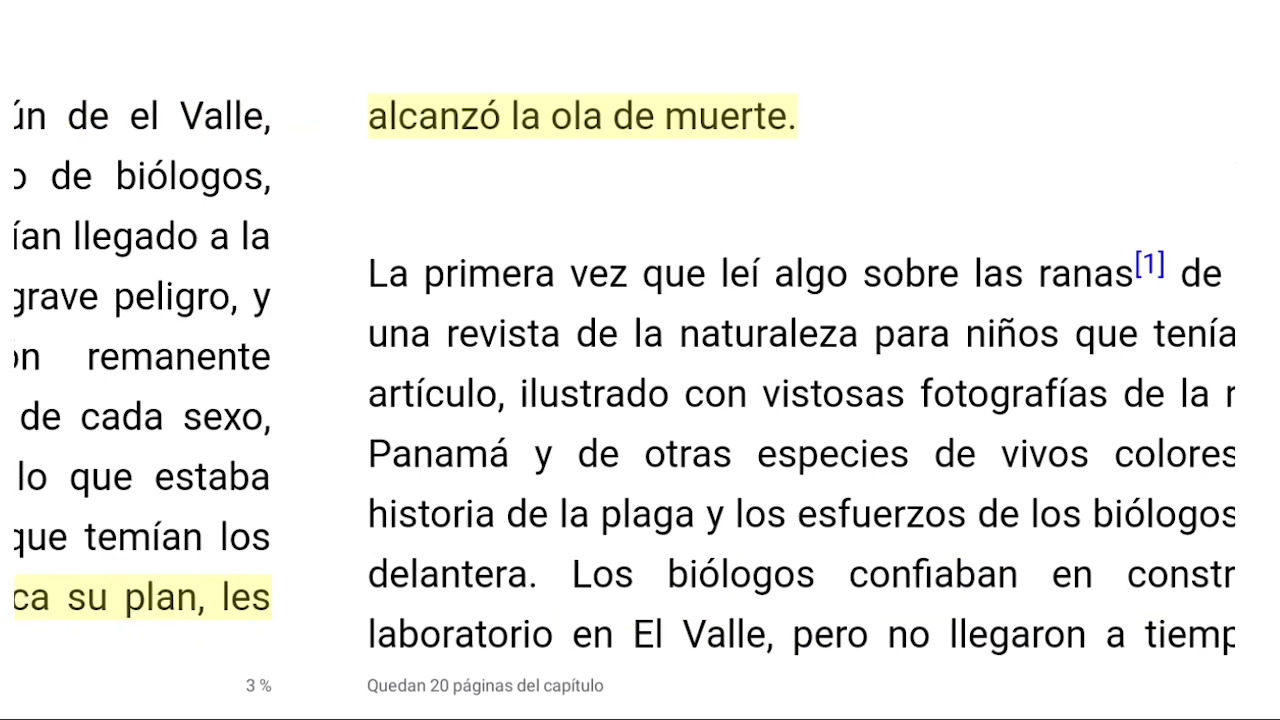 de el Valle,
de biólogos,
llegado a la
grave peligro, y
remanente
de cada sexo,
lo que estaba
que temían los
su plan, les
3 %
alcanzó la ola de muerte.
La primera vez que leí algo sobre las ranas[1] de
una revista de la naturaleza para niños que tenía
artículo, ilustrado con vistosas fotografías de la
Panamá y de otras especies de vivos colores
historia de la plaga y los esfuerzos de los biólogos
delantera. Los biólogos confiaban en constr
laboratorio en El Valle, pero no llegaron a tiemp
Quedan 20 páginas del capítulo